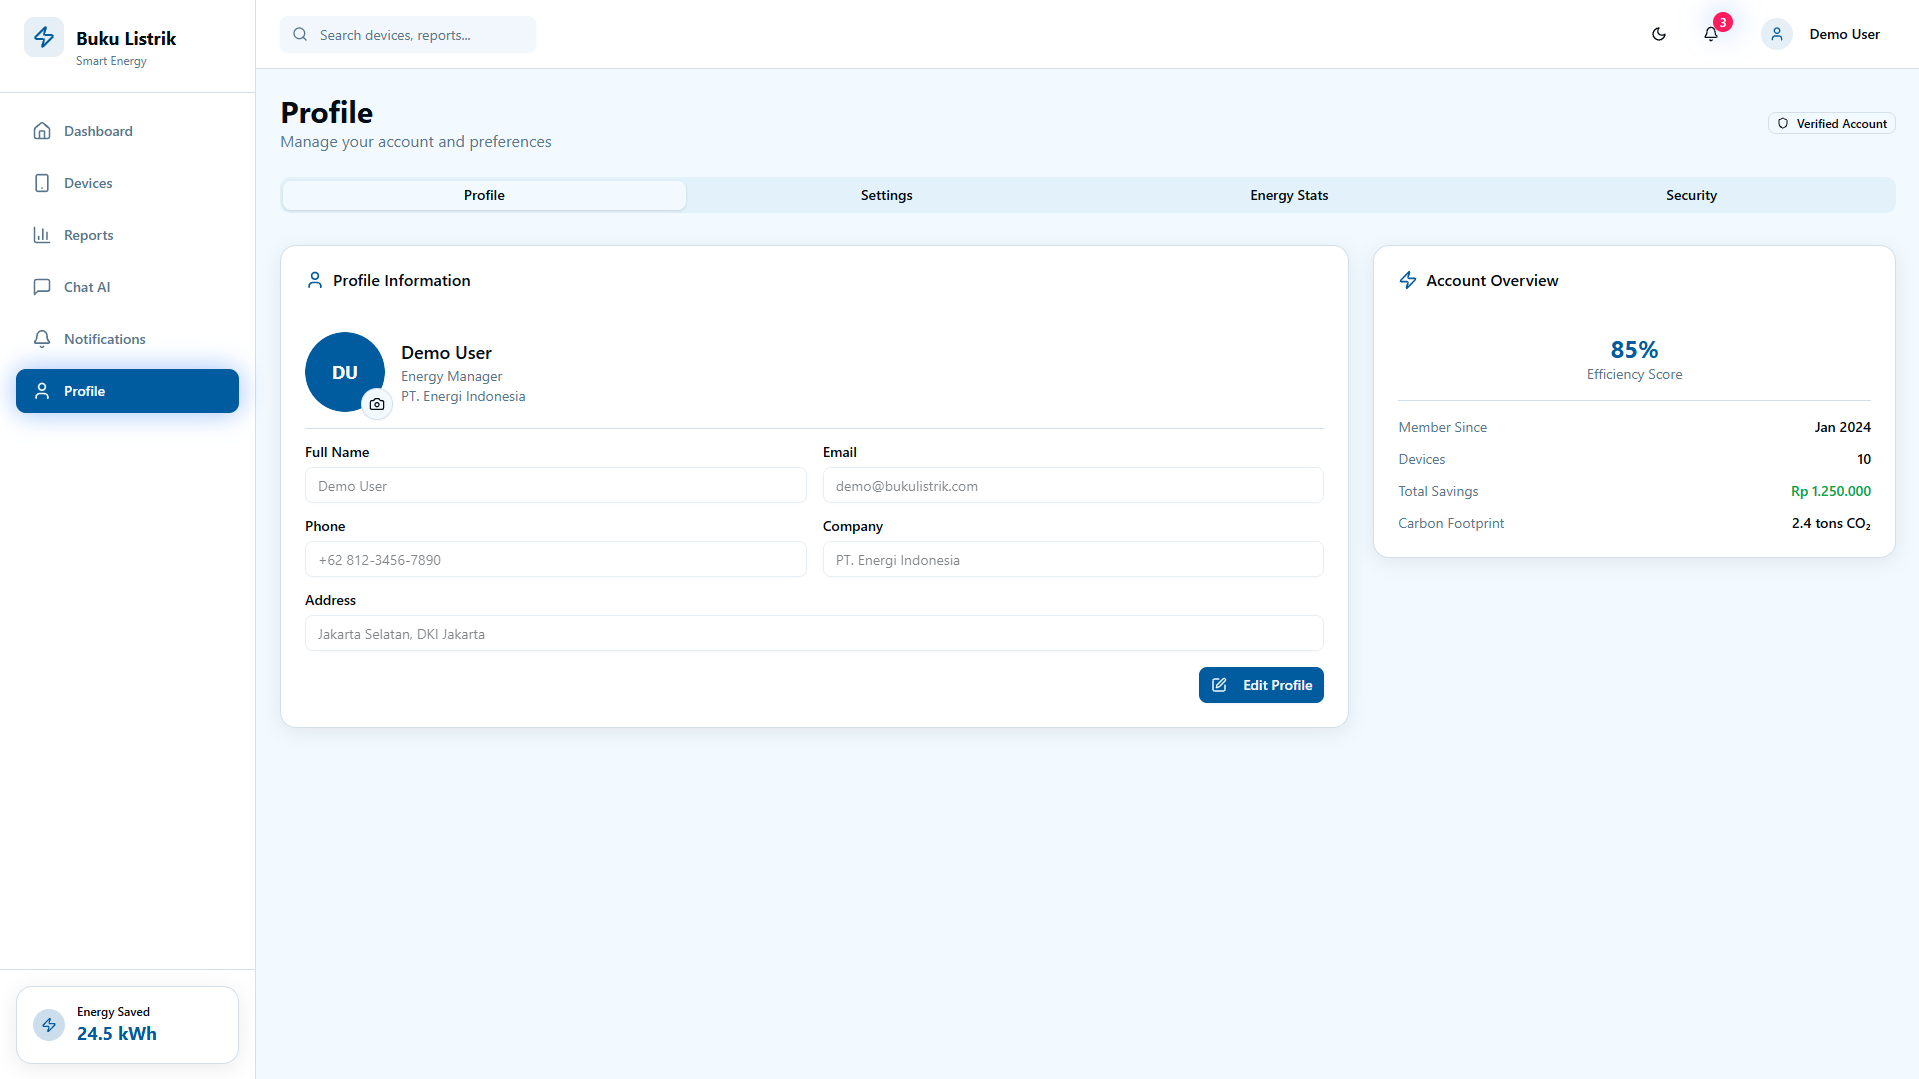 Buku Listrik
Smart Energy
Search devices, reports...
3
Demo User
Dashboard
Devices
Reports
Chat AI
Notifications
Profile
Energy Saved
24.5 kWh
Profile
Manage your account and preferences
Verified Account
Profile
Settings
Energy Stats
Security
Profile Information
DU
Demo User
Energy Manager
PT. Energi Indonesia
Full Name
Email
Demo User
demo@bukulistrik.com
Phone
Company
+62 812-3456-7890
PT. Energi Indonesia
Address
Jakarta Selatan, DKI Jakarta
Edit Profile
Account Overview
85%
Efficiency Score
Member Since Jan 2024
Devices 10
Total Savings Rp 1.250.000
Carbon Footprint 2.4 tons CO₂